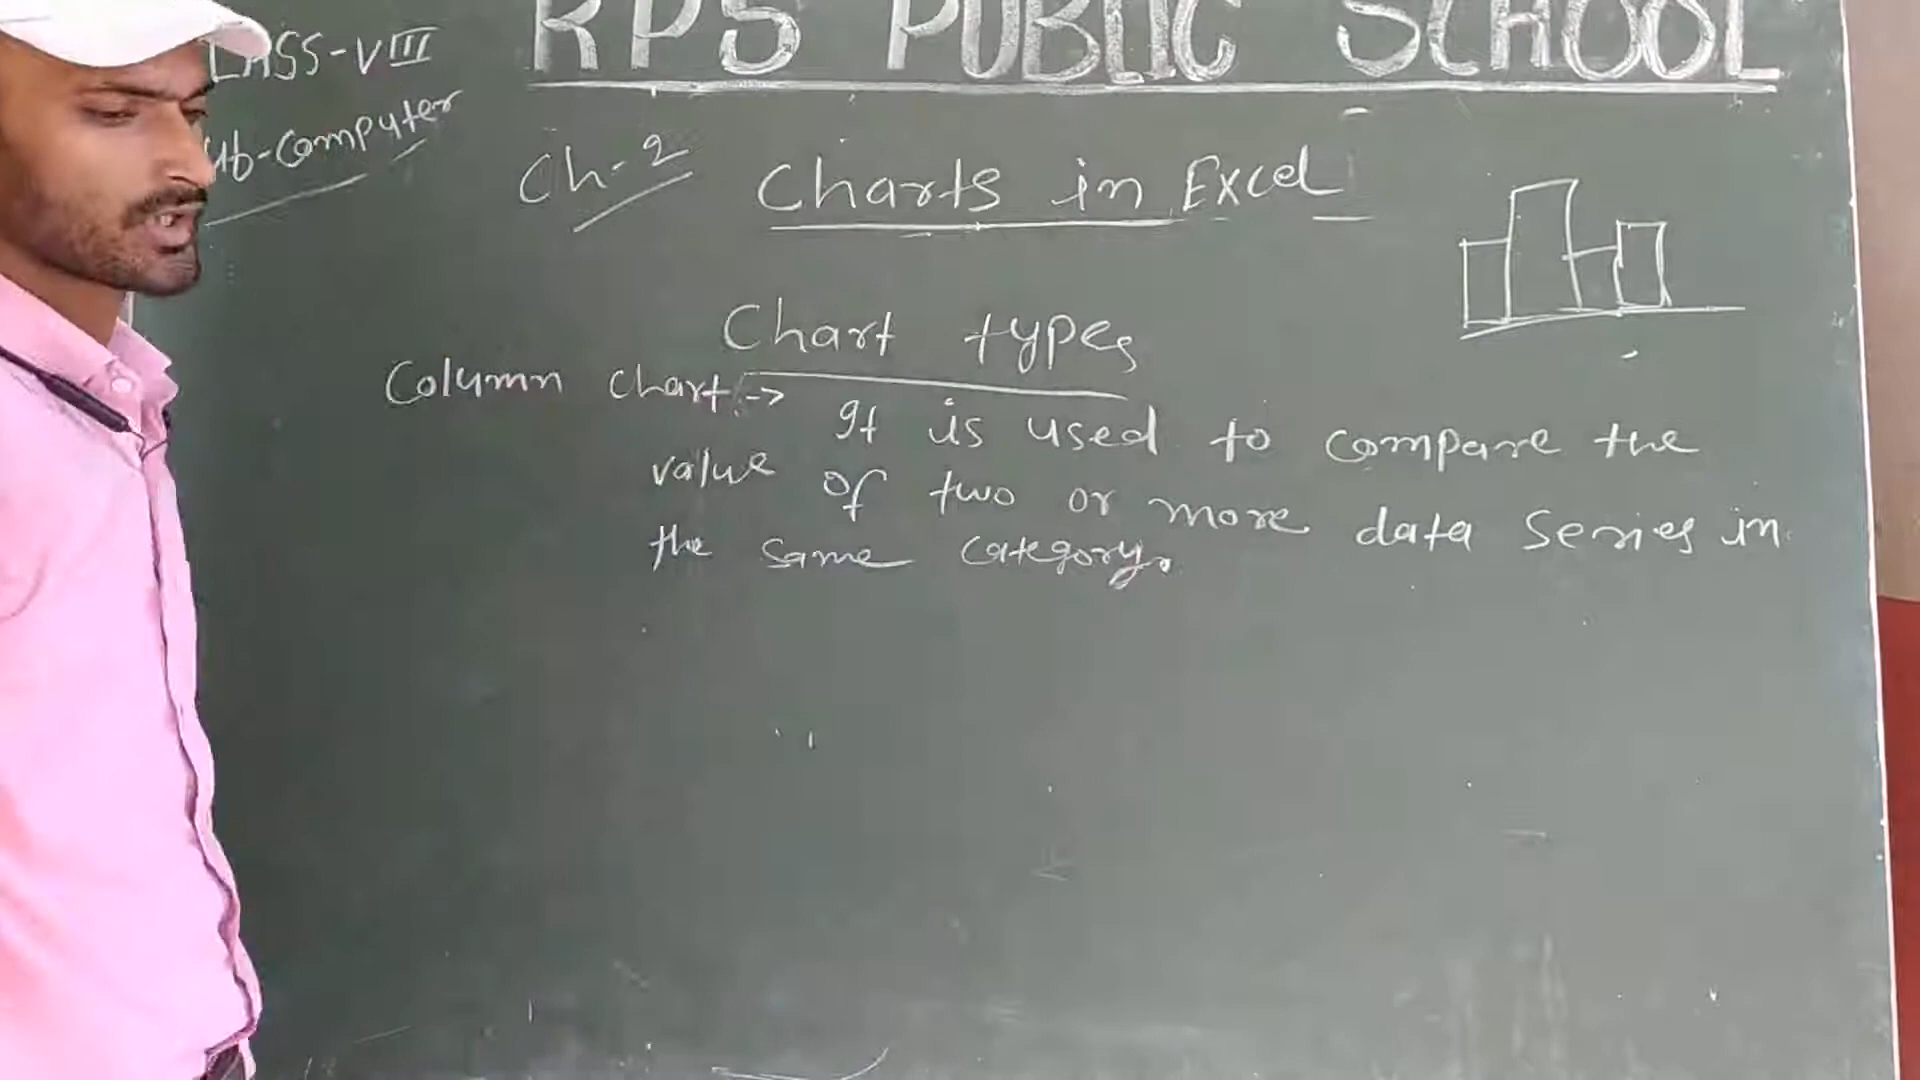 RPS PUBLIC SCHOOL
LASS-VIII
ub-Computer
Ch-2 Charts in Excel
Chart types
Column Chart:-> It is used to compare the
value of two or more data series in
the same category.